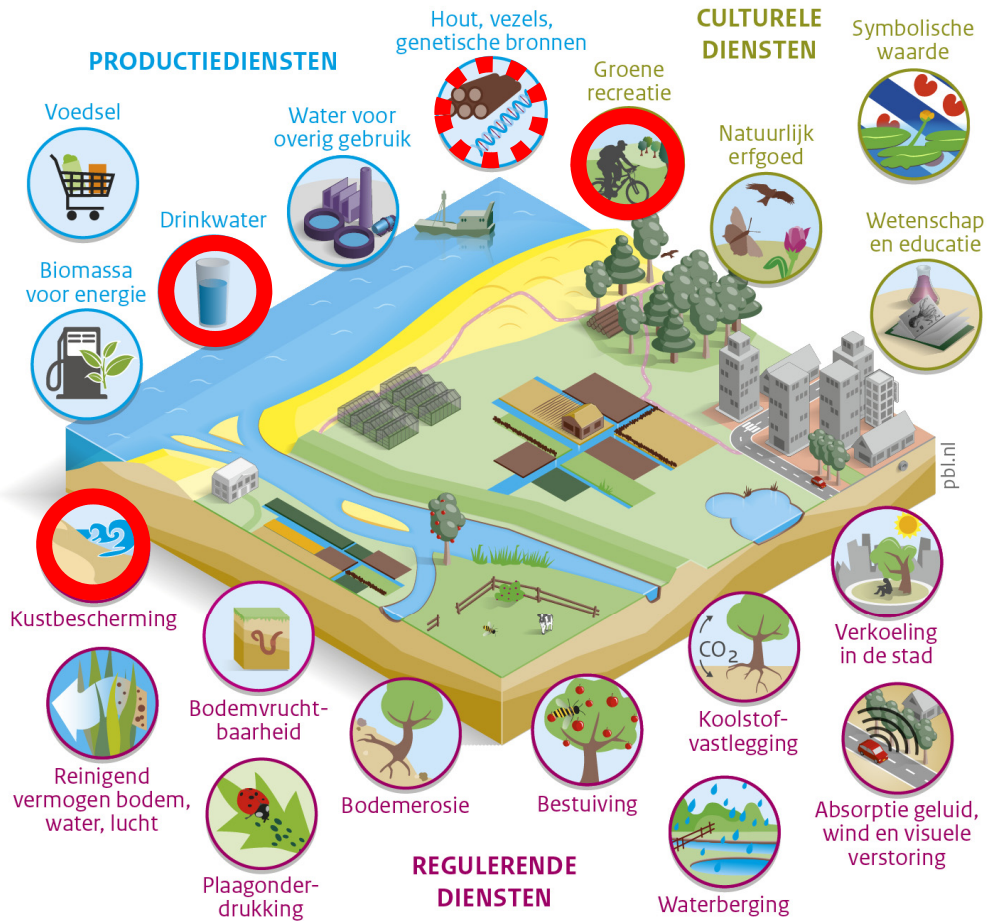 PRODUCTIEDIENSTEN
Voedsel
Drinkwater
Biomassa
voor energie
Water voor
overig gebruik
Hout, vezels,
genetische bronnen
CULTURELE
DIENSTEN
Groene
recreatie
Natuurlijk
erfgoed
Symbolische
waarde
Wetenschap
en educatie
pbl.nl
Kustbescherming
Reinigend
vermogen bodem,
water, lucht
Bodemvrucht-
baarheid
Plaagonder-
drukking
Bodemerosie
Bestuiving
CO2
Koolstof-
vastlegging
Waterberging
Verkoeling
in de stad
Absorptie geluid,
wind en visuele
verstoring
REGULERENDE
DIENSTEN